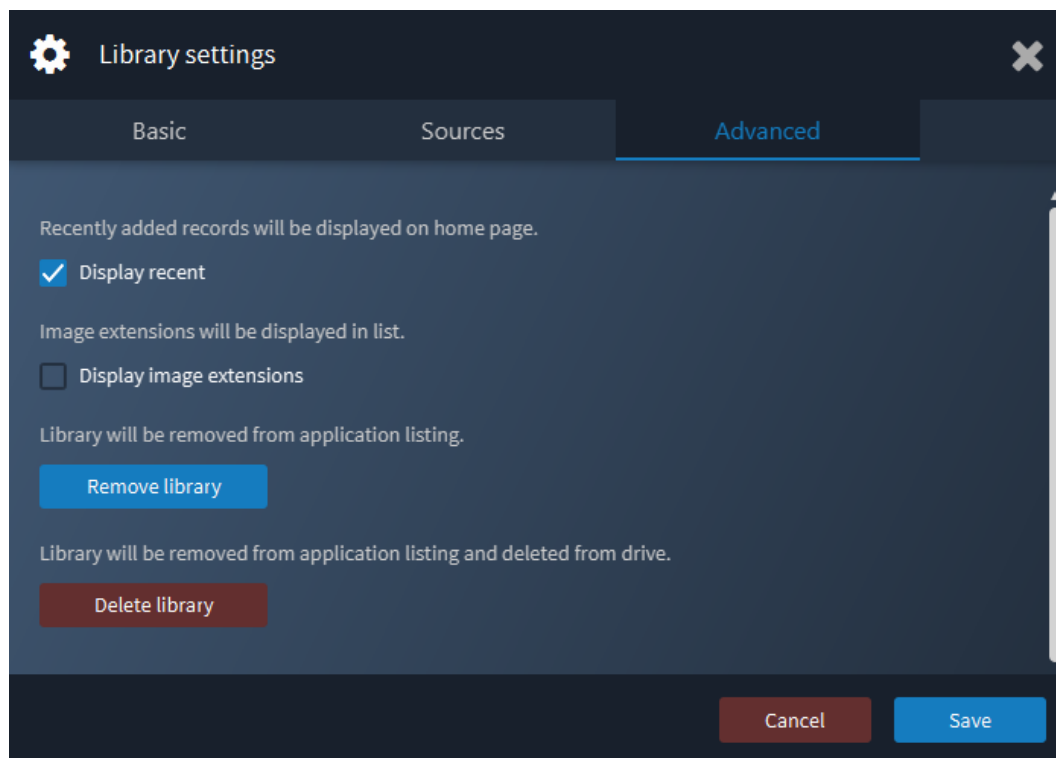 Library settings
Basic
Sources
Advanced
Recently added records will be displayed on home page.
Display recent
Image extensions will be displayed in list.
Display image extensions
Library will be removed from application listing.
Remove library
Library will be removed from application listing and deleted from drive.
Delete library
Cancel
Save